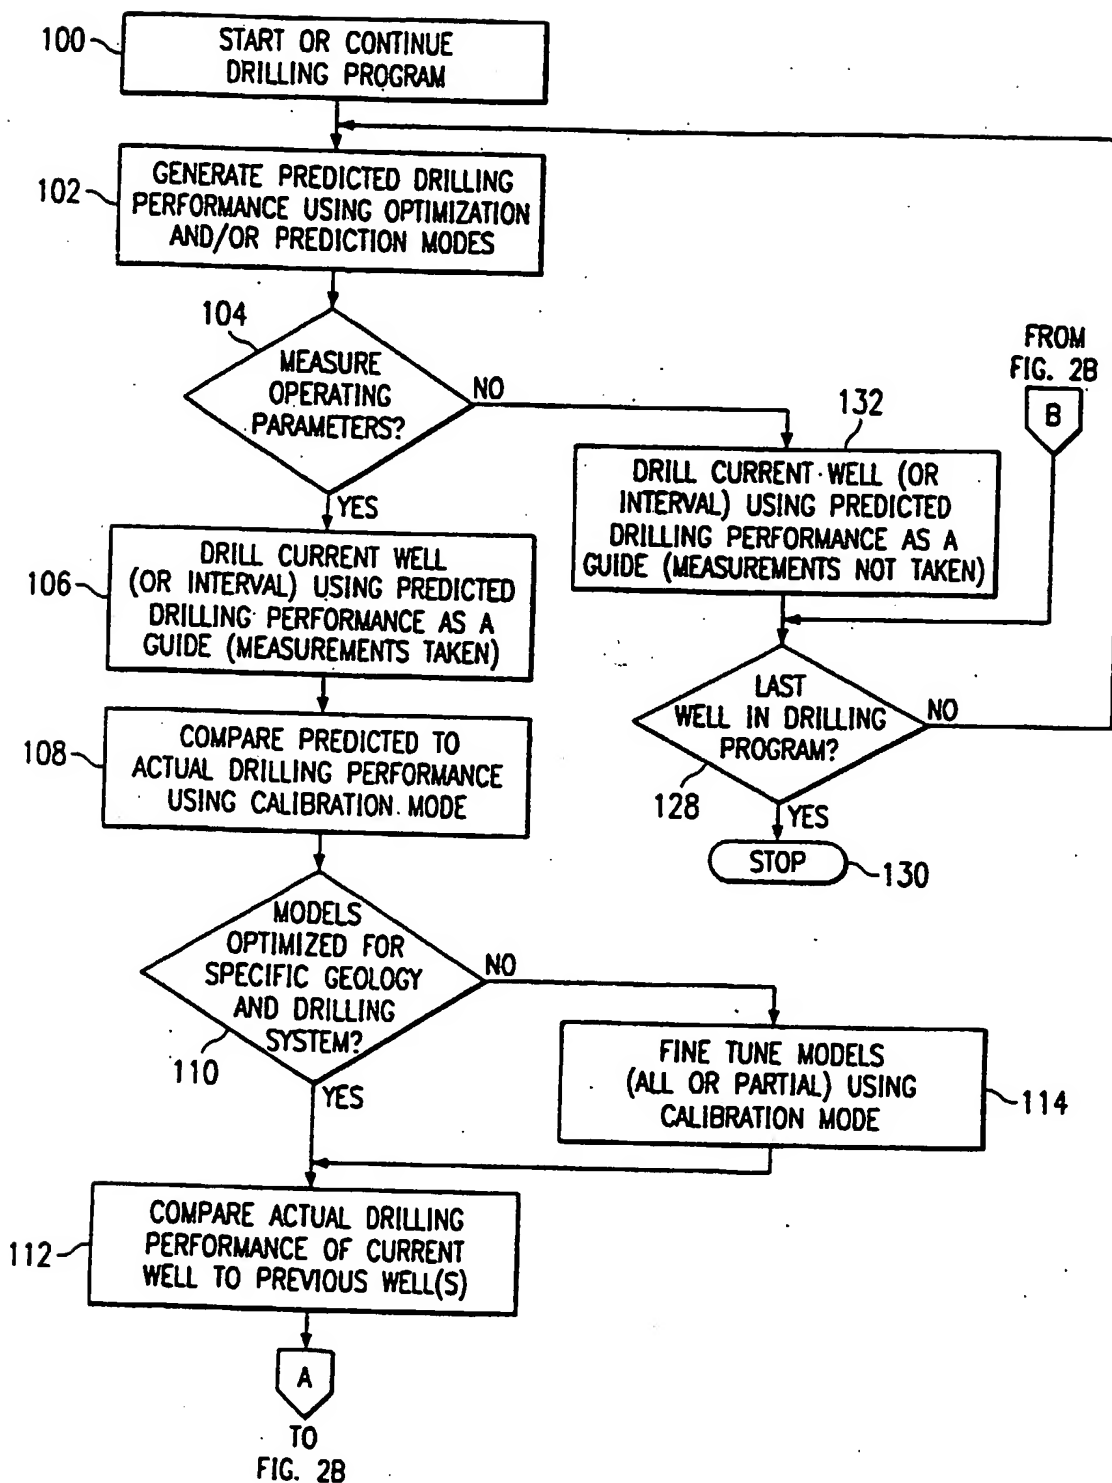 100
START OR CONTINUE
DRILLING PROGRAM
102
GENERATE PREDICTED DRILLING
PERFORMANCE USING OPTIMIZATION
AND/OR PREDICTION MODES
104
MEASURE
OPERATING
PARAMETERS?
NO
YES
FROM
FIG. 2B
B
132
DRILL CURRENT WELL (OR
INTERVAL) USING PREDICTED
DRILLING PERFORMANCE AS A
GUIDE (MEASUREMENTS NOT TAKEN)
106
DRILL CURRENT WELL
(OR INTERVAL) USING PREDICTED
DRILLING PERFORMANCE AS A
GUIDE (MEASUREMENTS TAKEN)
LAST
WELL IN DRILLING
PROGRAM?
NO
128
YES
STOP
130
108
COMPARE PREDICTED TO
ACTUAL DRILLING PERFORMANCE
USING CALIBRATION MODE
MODELS
OPTIMIZED FOR
SPECIFIC GEOLOGY
AND DRILLING
SYSTEM?
NO
110
YES
FINE TUNE MODELS
(ALL OR PARTIAL) USING
CALIBRATION MODE
114
112
COMPARE ACTUAL DRILLING
PERFORMANCE OF CURRENT
WELL TO PREVIOUS WELL(S)
A
TO
FIG. 2B